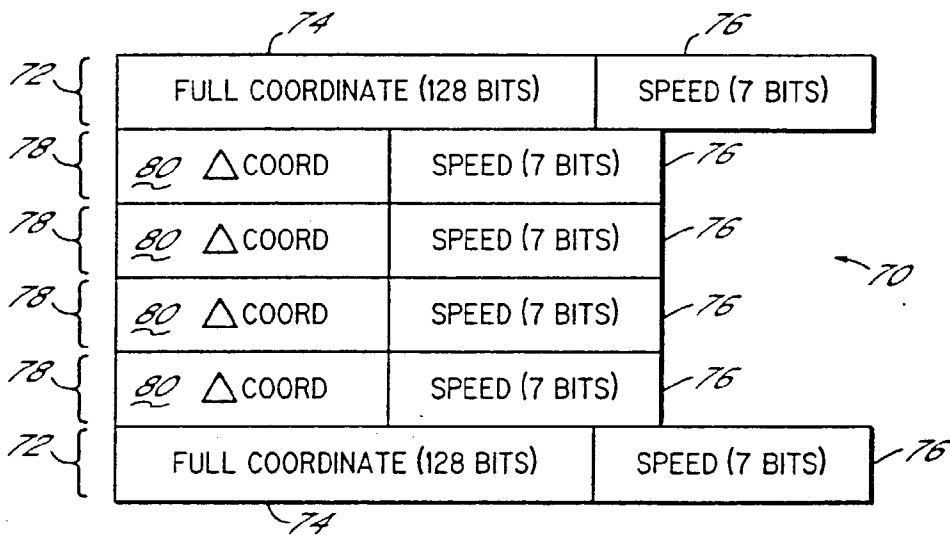 74 76
72 FULL COORDINATE (128 BITS) SPEED (7 BITS)
78 80 △ COORD SPEED (7 BITS) 76
78 80 △ COORD SPEED (7 BITS) 76
70
78 80 △ COORD SPEED (7 BITS) 76
78 80 △ COORD SPEED (7 BITS) 76
72 FULL COORDINATE (128 BITS) SPEED (7 BITS) 76
74